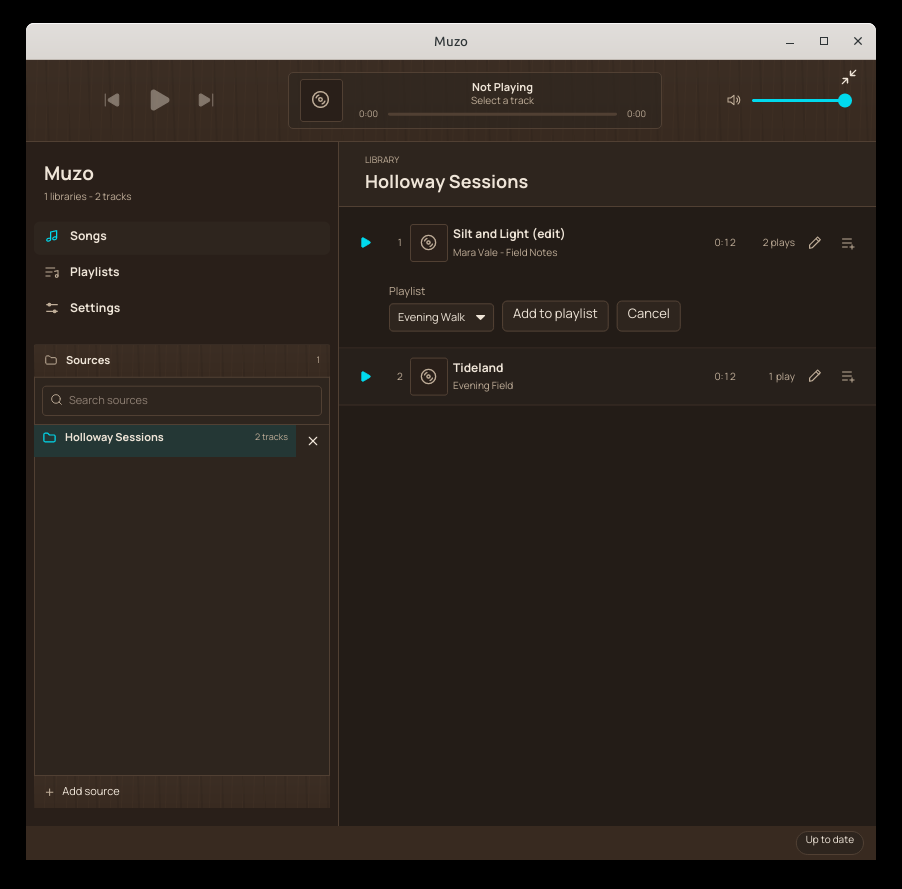 Muzo
Not Playing
Select a track
0:00
0:00
Muzo
1 libraries - 2 tracks
Songs
Playlists
Settings
Sources
1
Search sources
Holloway Sessions
2 tracks
Add source
LIBRARY
Holloway Sessions
1
Silt and Light (edit)
Mara Vale - Field Notes
0:12
2 plays
Playlist
Evening Walk
Add to playlist
Cancel
2
Tideland
Evening Field
0:12
1 play
Up to date